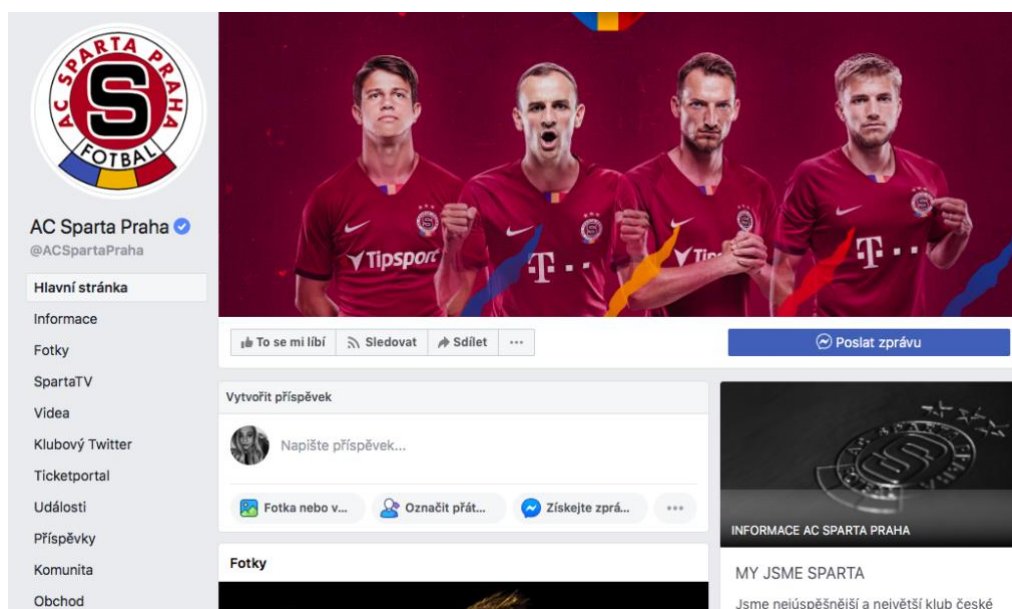 AC SPARTA PRAHA
S
FOTBAL
AC Sparta Praha
@ACSpartaPraha
Hlavní stránka
Informace
Fotky
SpartaTV
Videa
Klubový Twitter
Ticketportal
Události
Příspěvky
Komunita
Obchod
Tipsport
T
Tip
T
To se mi líbí
Sledovat
Sdílet
...
Poslat zprávu
Vytvořit příspěvek
Napište příspěvek...
Fotka nebo v...
Označit přát...
Získejte zprá...
...
Fotky
INFORMACE AC SPARTA PRAHA
MY JSME SPARTA
Jsme nejúspěšnější a největší klub české